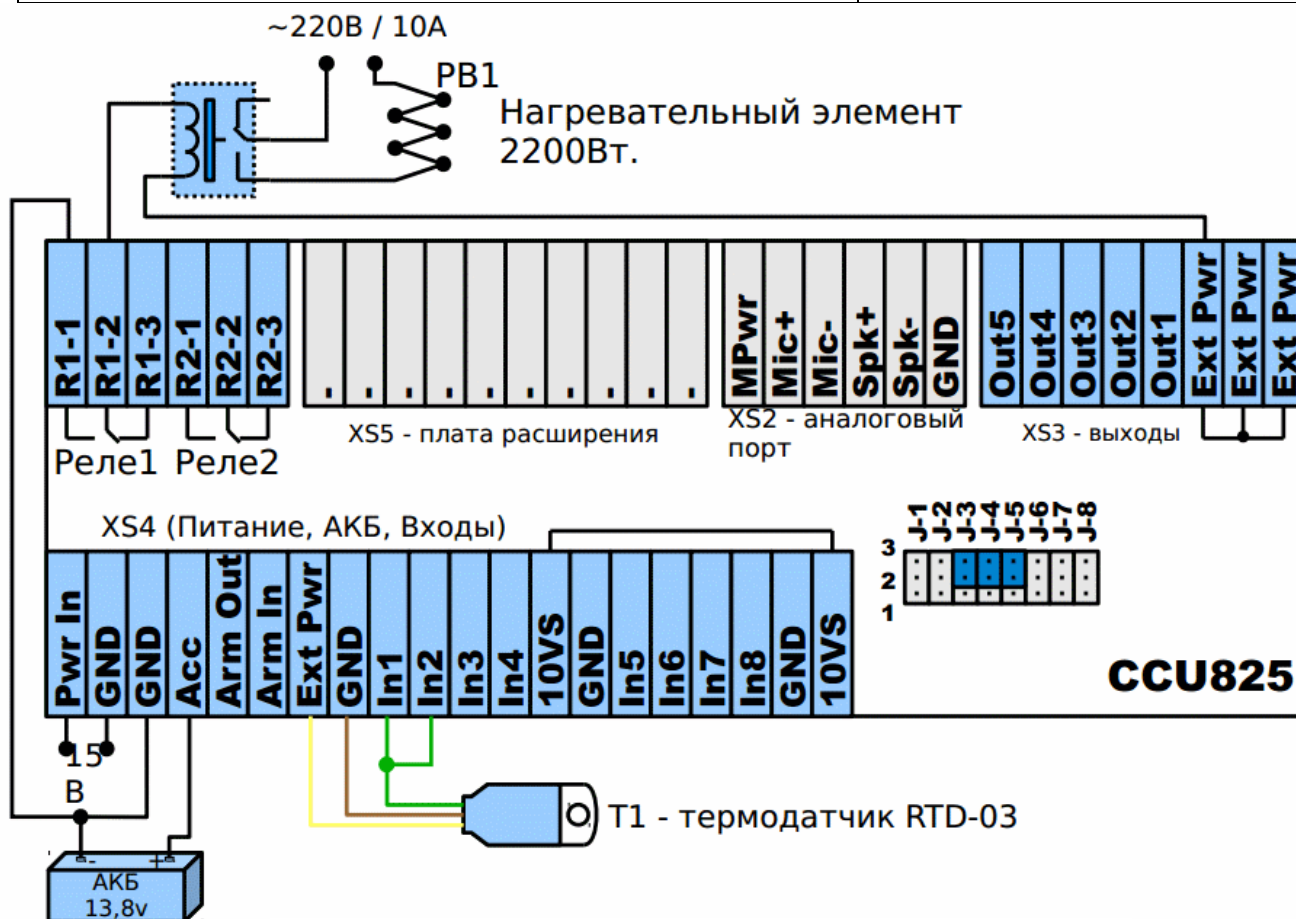 ~220В / 10А
РВ1
Нагревательный элемент
2200Вт.
R1-1
R1-2
R1-3
R2-1
R2-2
R2-3
-
-
-
-
-
-
-
-
-
-
MPwr
Mic+
Mic-
Spk+
Spk-
GND
Out5
Out4
Out3
Out2
Out1
Ext Pwr
Ext Pwr
Ext Pwr
Реле1 Реле2
XS5 - плата расширения
XS2 - аналоговый
порт
XS3 - выходы
XS4 (Питание, АКБ, Входы)
J-1
J-2
J-3
J-4
J-5
J-6
J-7
J-8
3
2
1
Pwr In
GND
GND
Acc
Arm Out
Arm In
Ext Pwr
GND
In1
In2
In3
In4
10VS
GND
In5
In6
In7
In8
GND
10VS
CCU825
15
В
T1 - термодатчик RTD-03
- +
АКБ
13,8v